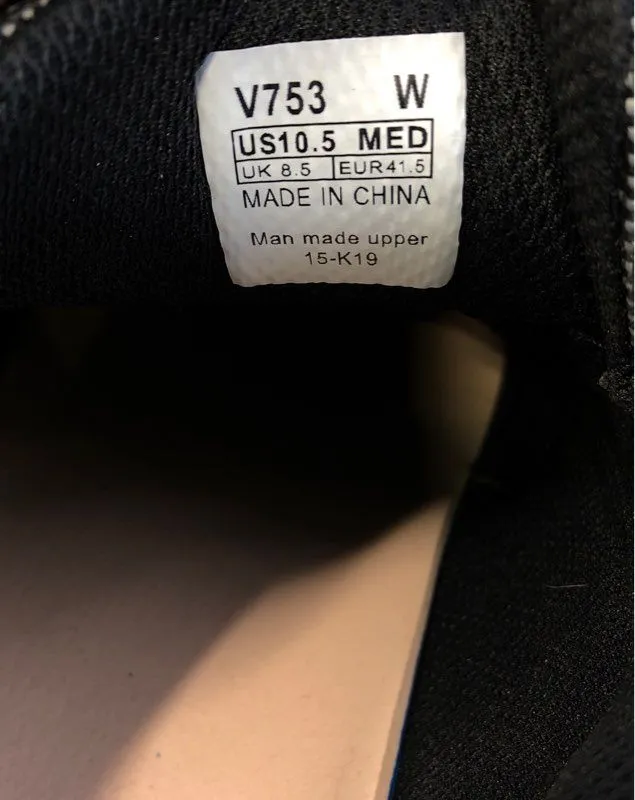 V753 W
US10.5 MED
UK 8.5 EUR41.5
MADE IN CHINA
Man made upper
15-K19